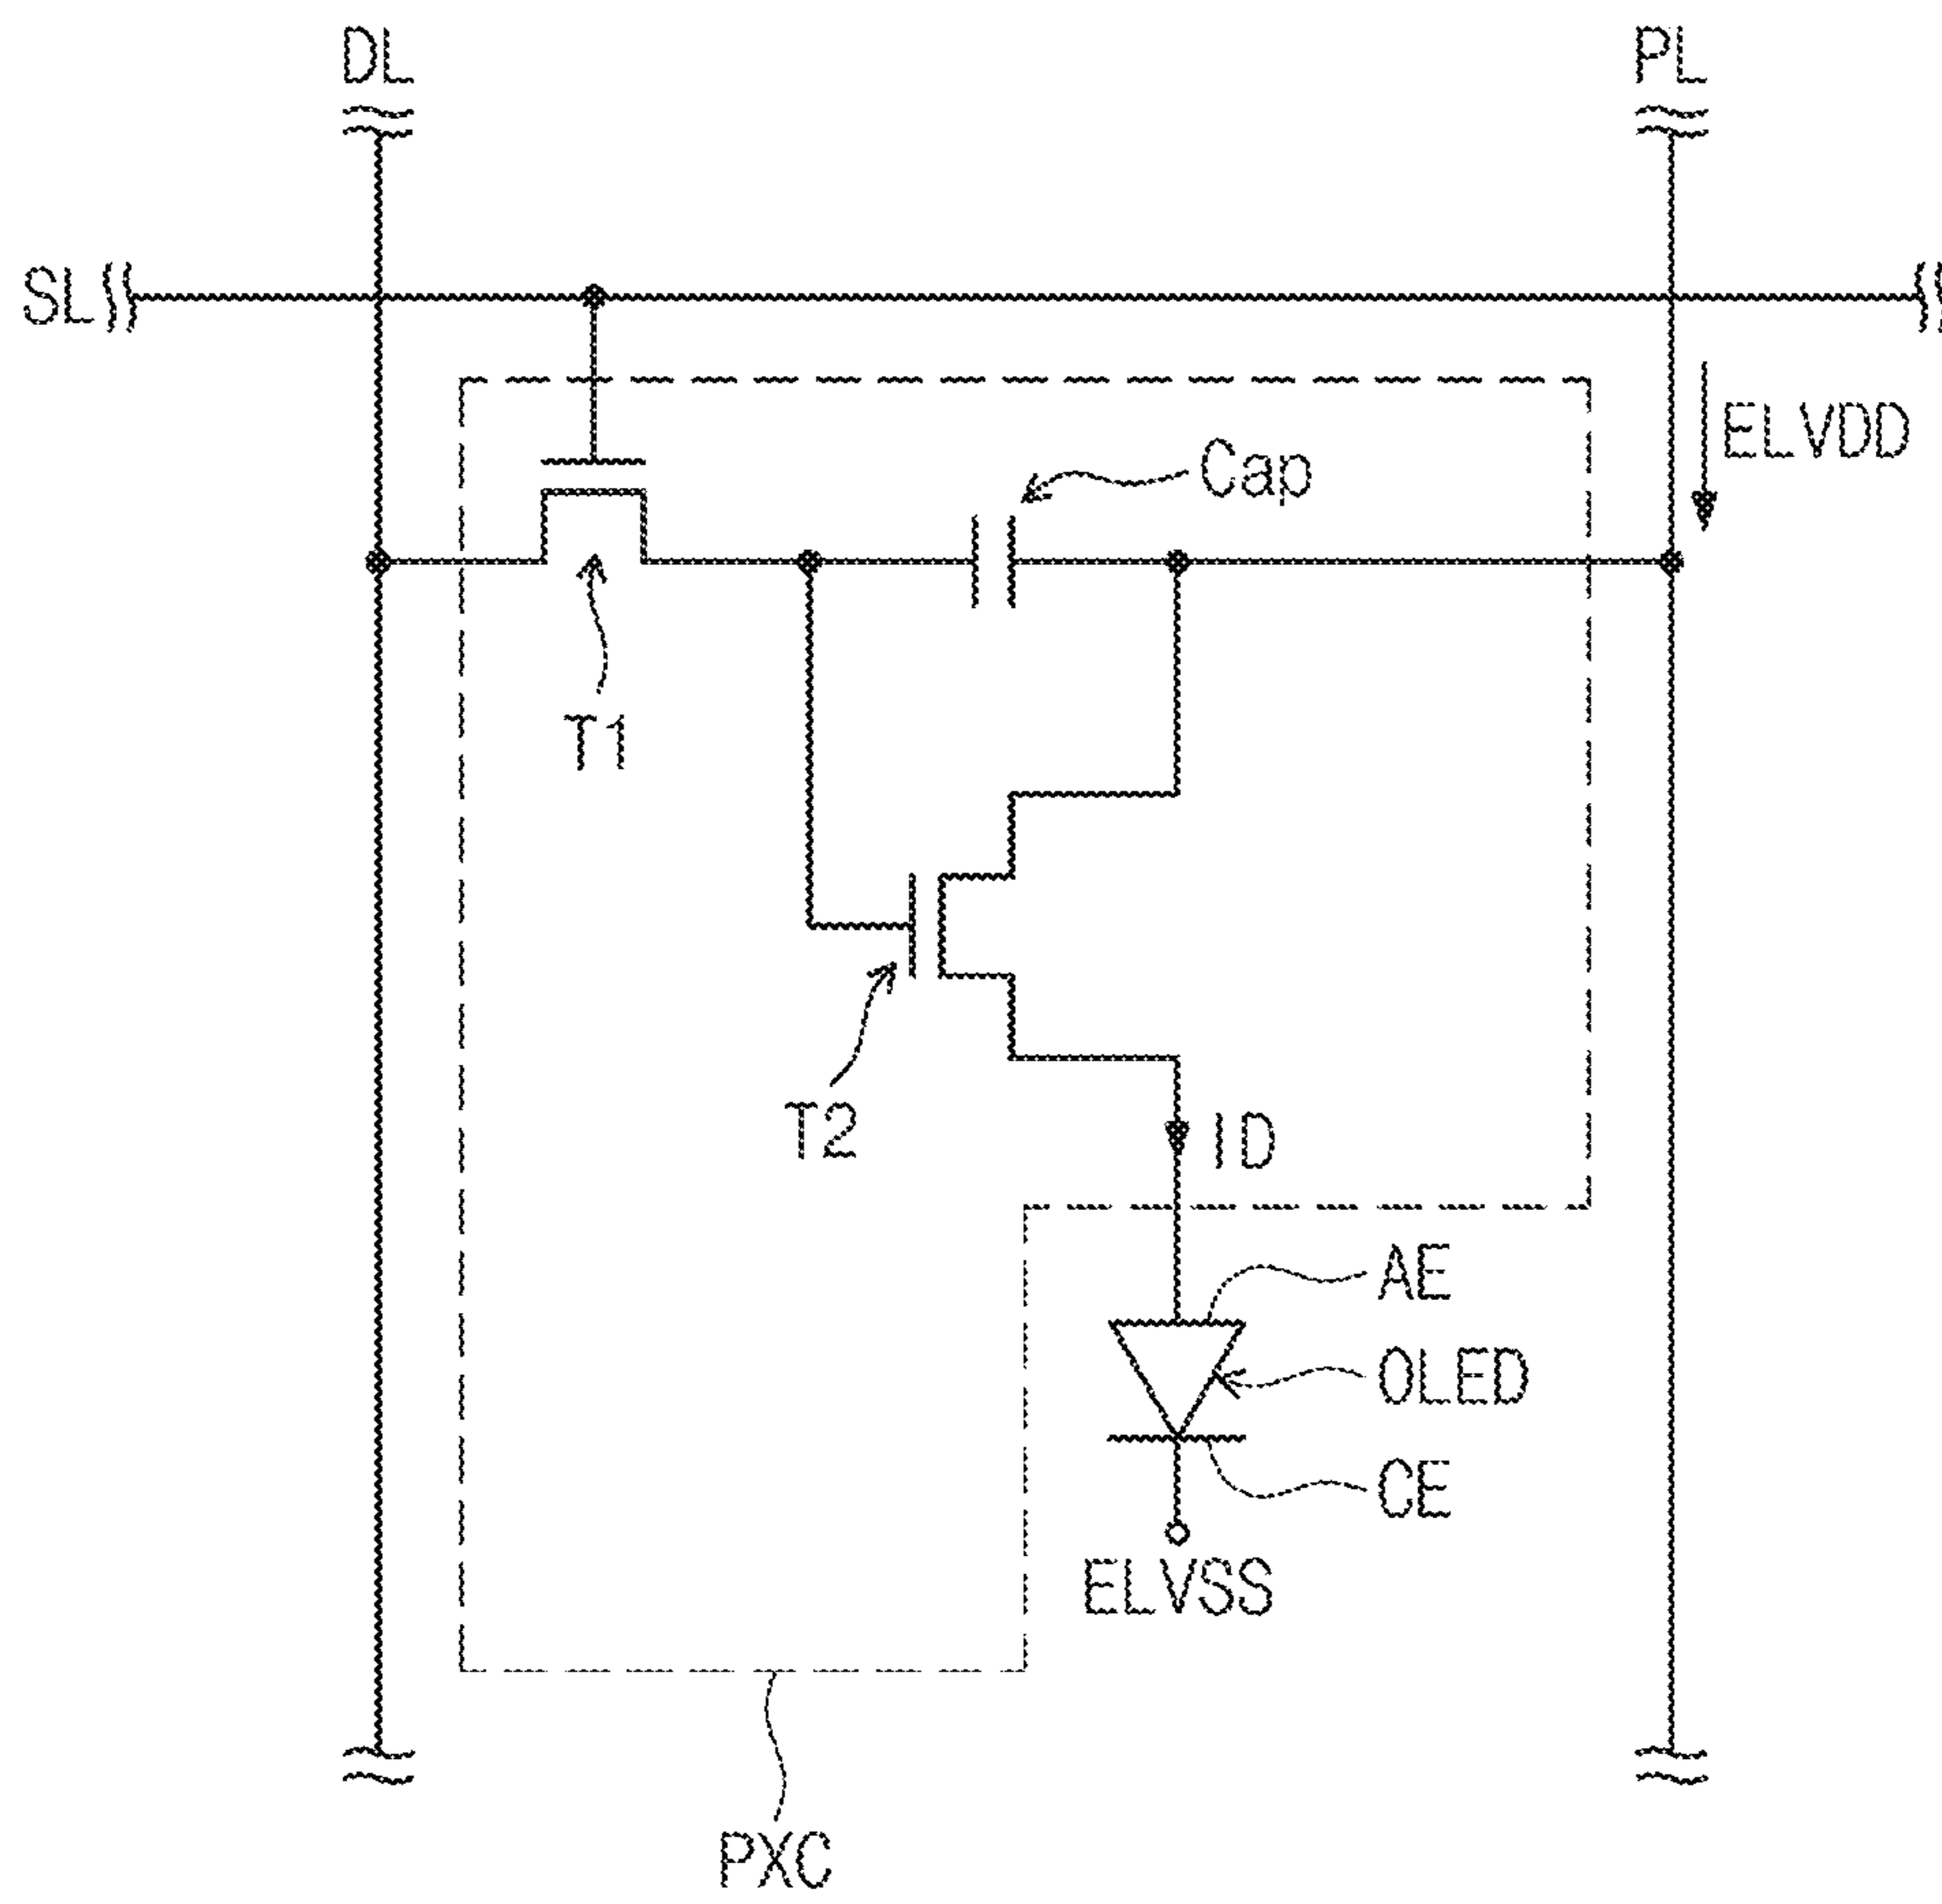 DL
PL
SL
ELVDD
Cap
T1
T2
ID
AE
OLED
CE
ELVSS
PXC